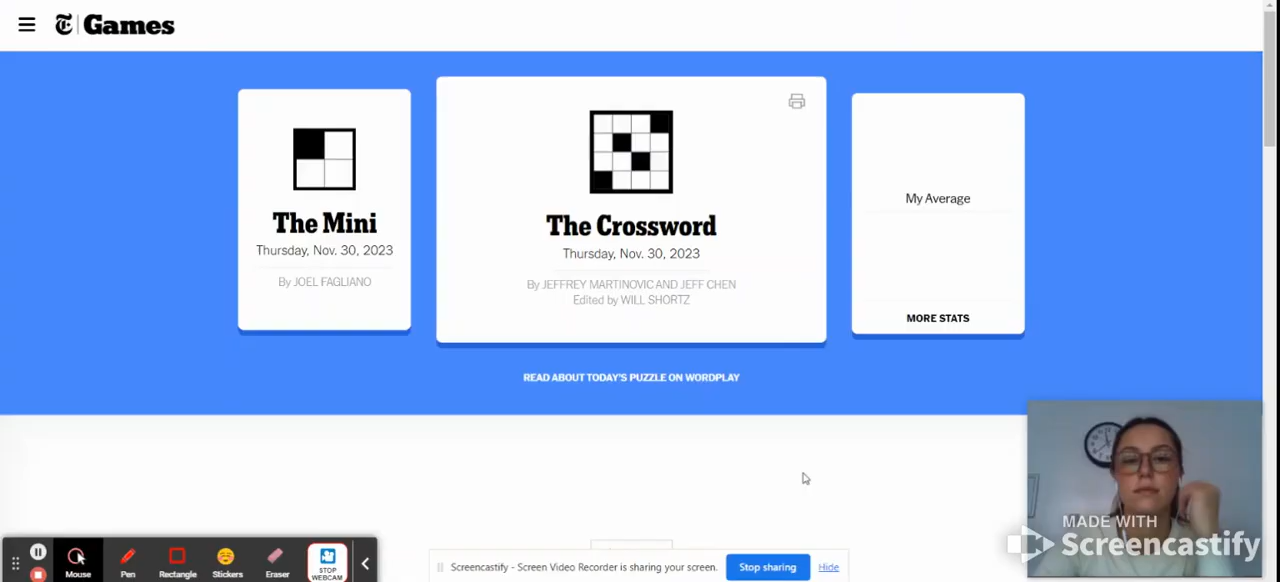 T Games
The Mini
Thursday, Nov. 30, 2023
By JOEL FAGLIANO
The Crossword
Thursday, Nov. 30, 2023
By JEFFREY MARTINOVIC AND JEFF CHEN
Edited by WILL SHORTZ
My Average
MORE STATS
READ ABOUT TODAY'S PUZZLE ON WORDPLAY
MADE WITH
Screencastify
Mouse
Pen
Rectangle
Stickers
Eraser
STOP
WEBCAM
Screencastify - Screen Video Recorder is sharing your screen.
Stop sharing
Hide